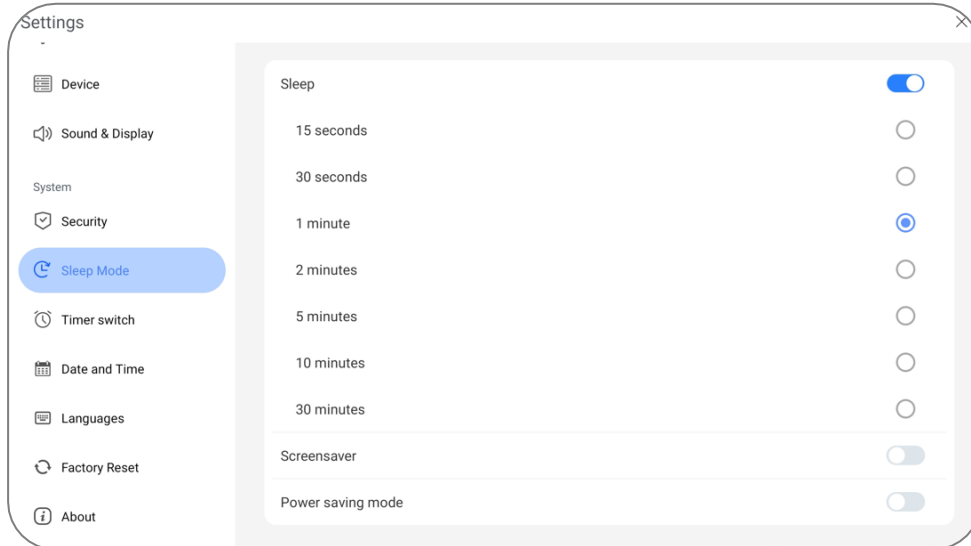 Settings
Device
Sound & Display
System
Security
Sleep Mode
Timer switch
Date and Time
Languages
Factory Reset
About
Sleep
15 seconds
30 seconds
1 minute
2 minutes
5 minutes
10 minutes
30 minutes
Screensaver
Power saving mode